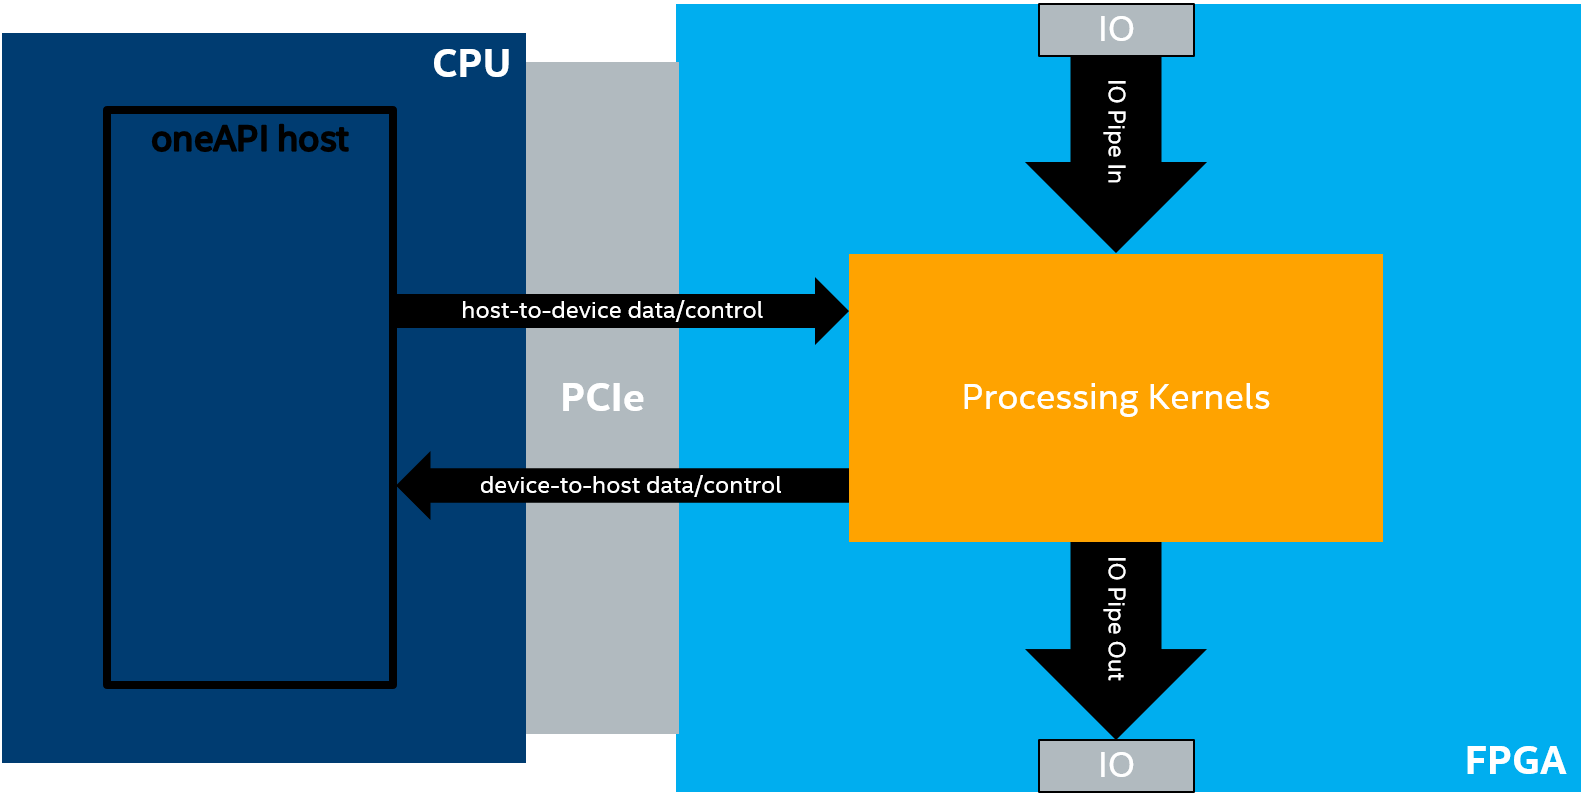 CPU
oneAPI host
IO
IO Pipe In
host-to-device data/control
PCIe
Processing Kernels
device-to-host data/control
IO Pipe Out
IO
FPGA